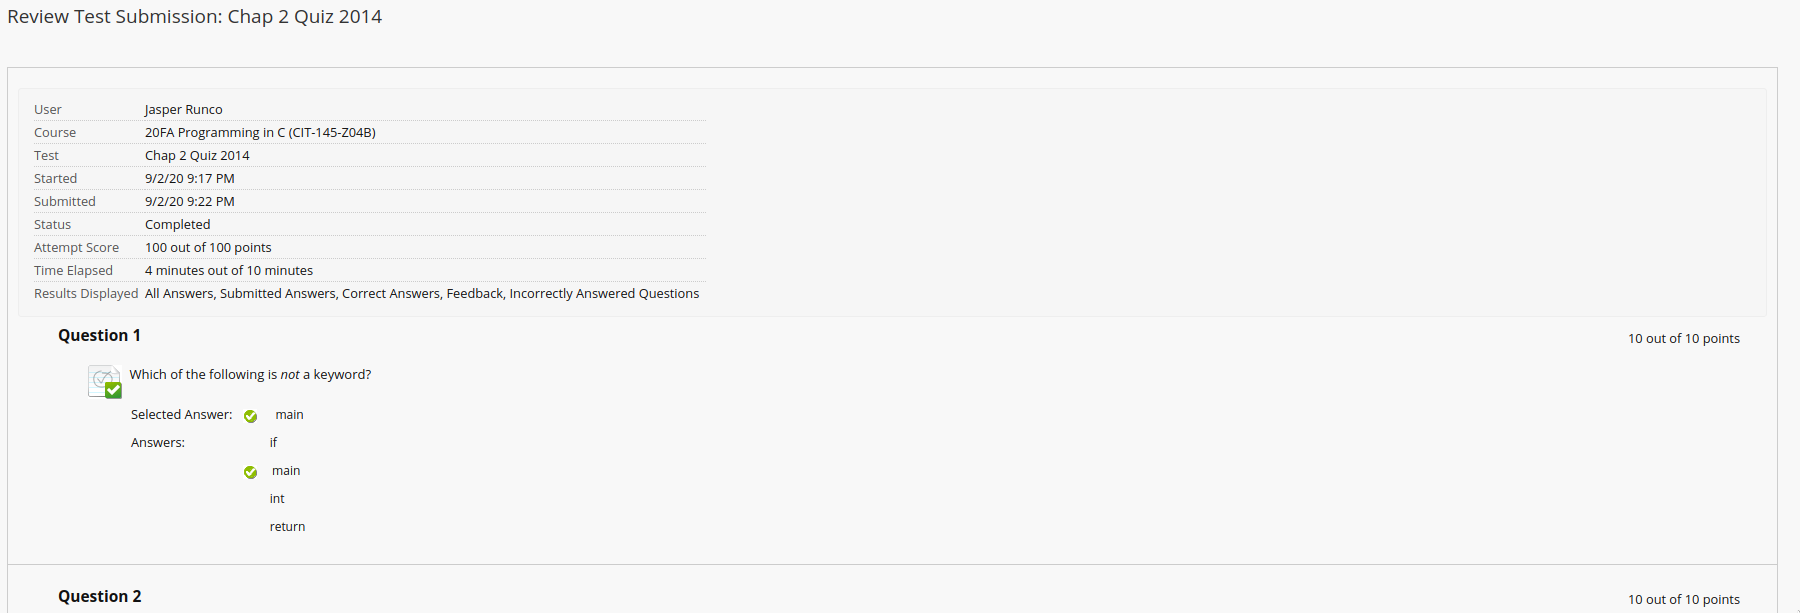 Review Test Submission: Chap 2 Quiz 2014
User Jasper Runco
Course 20FA Programming in C (CIT-145-Z04B)
Test Chap 2 Quiz 2014
Started 9/2/20 9:17 PM
Submitted 9/2/20 9:22 PM
Status Completed
Attempt Score 100 out of 100 points
Time Elapsed 4 minutes out of 10 minutes
Results Displayed All Answers, Submitted Answers, Correct Answers, Feedback, Incorrectly Answered Questions
Question 1 10 out of 10 points
Which of the following is not a keyword?
Selected Answer: main
Answers: if
main
int
return
Question 2 10 out of 10 points